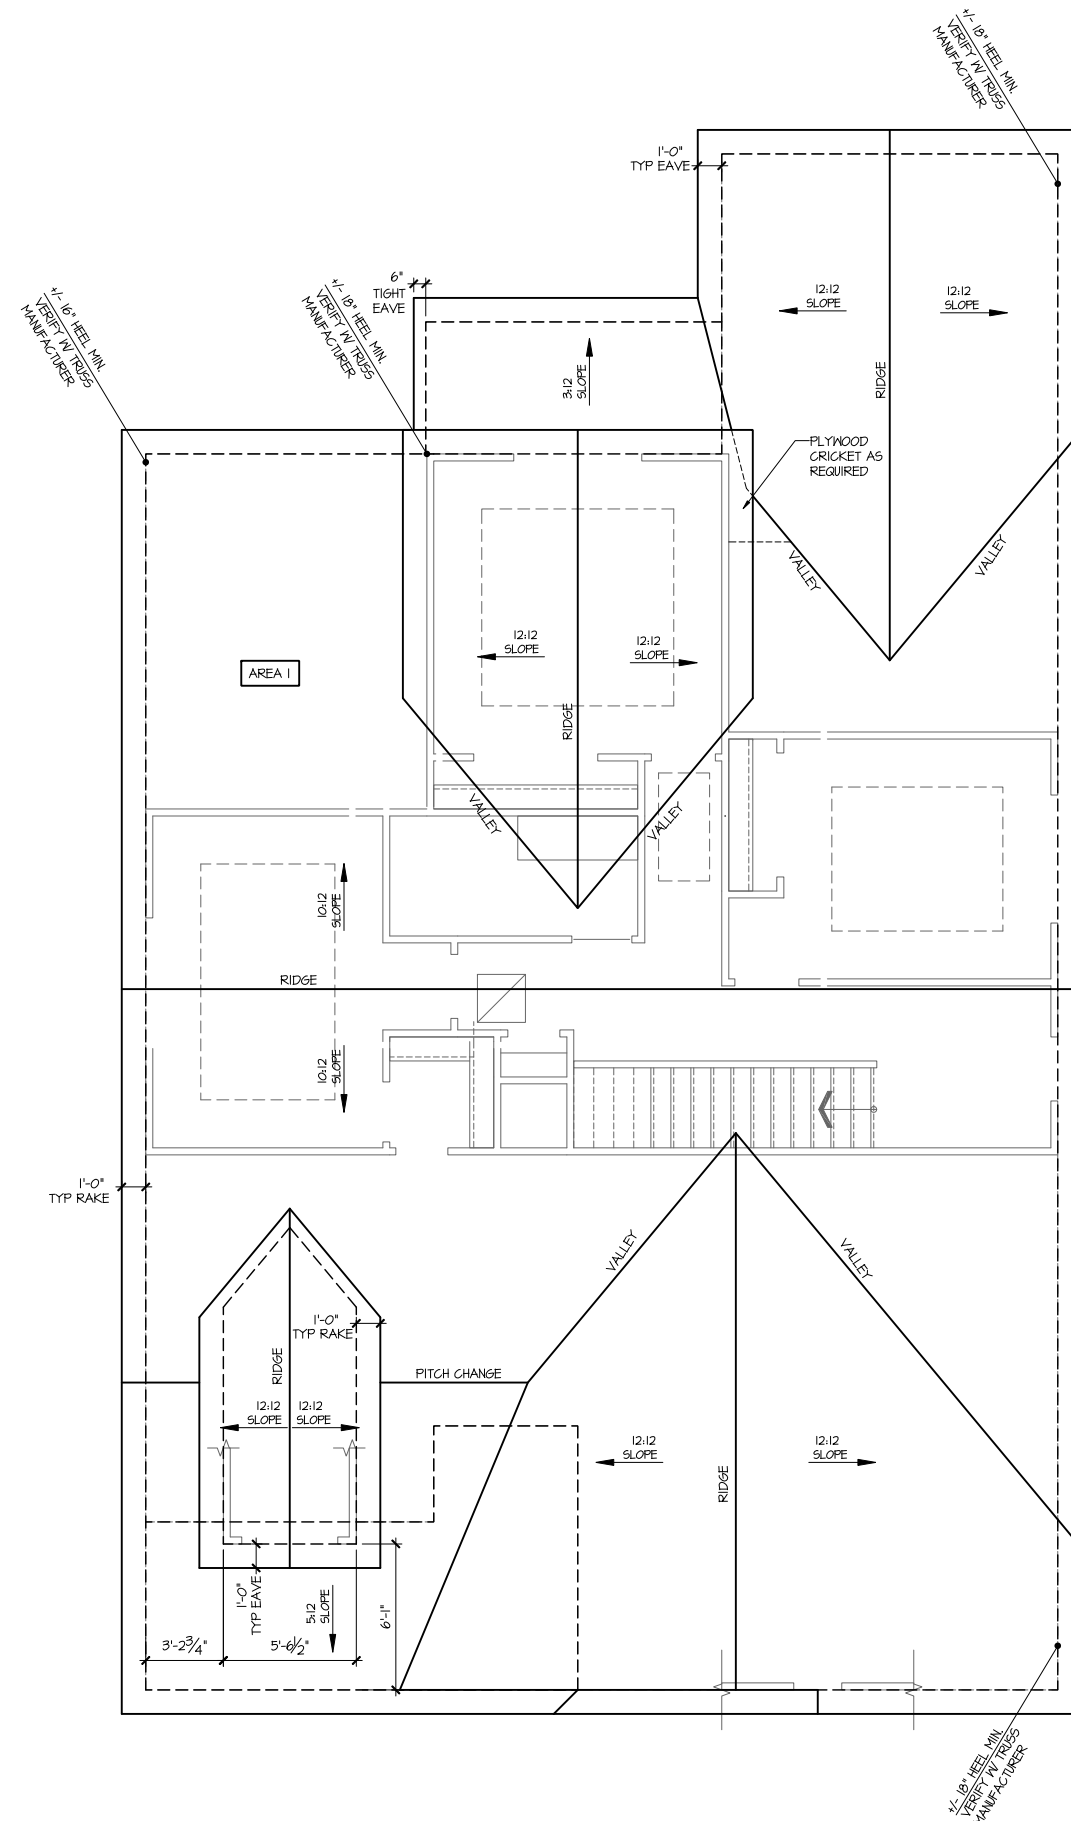 +/- 18" HEEL MIN.
VERIFY W/ TRUSS
MANUFACTURER
1'-0"
TYP EAVE
6"
TIGHT
EAVE
+/- 16" HEEL MIN.
VERIFY W/ TRUSS
MANUFACTURER
+/- 18" HEEL MIN.
VERIFY W/ TRUSS
MANUFACTURER
12:12
SLOPE
12:12
SLOPE
RIDGE
3:12
SLOPE
PLYWOOD
CRICKET AS
REQUIRED
VALLEY
VALLEY
12:12
SLOPE
12:12
SLOPE
AREA 1
RIDGE
VALLEY
VALLEY
10:12
SLOPE
RIDGE
10:12
SLOPE
1'-0"
TYP RAKE
VALLEY
VALLEY
1'-0"
TYP RAKE
RIDGE
PITCH CHANGE
12:12
SLOPE
12:12
SLOPE
12:12
SLOPE
12:12
SLOPE
RIDGE
1'-0"
TYP EAVE
5:12
SLOPE
6'-1"
3'-2 3/4"
5'-6 1/2"
+/- 18" HEEL MIN.
VERIFY W/ TRUSS
MANUFACTURER